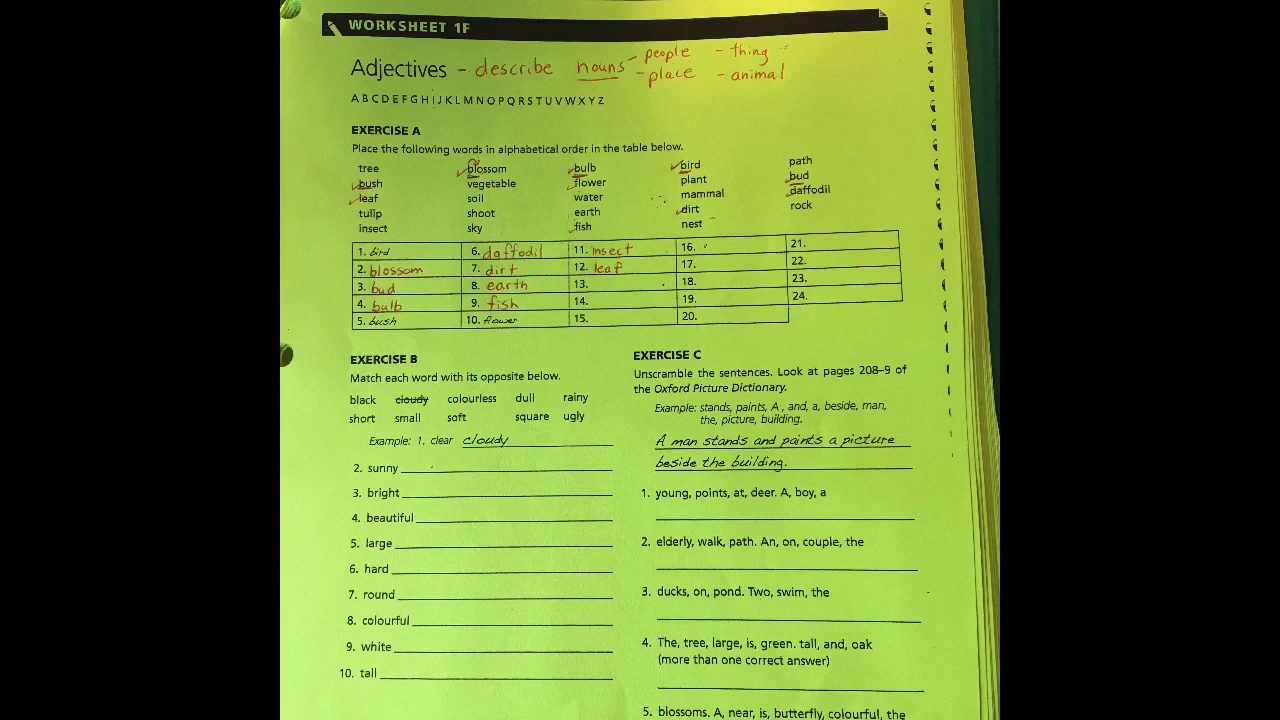 WORKSHEET 1F
Adjectives - describe nouns - people - thing
- place - animal
A B C D E F G H I J K L M N O P Q R S T U V W X Y Z
EXERCISE A
Place the following words in alphabetical order in the table below.
tree blossom bulb bird path
bush vegetable flower plant bud
leaf soil water mammal daffodil
tulip shoot earth dirt rock
insect sky fish nest
1. bird 6. daffodil 11. insect 16. 21.
2. blossom 7. dirt 12. leaf 17. 22.
3. bud 8. earth 13. 18. 23.
4. bulb 9. fish 14. 19. 24.
5. bush 10. flower 15. 20.
EXERCISE B
Match each word with its opposite below.
black cloudy colourless dull rainy
short small soft square ugly
Example: 1. clear cloudy
2. sunny
3. bright
4. beautiful
5. large
6. hard
7. round
8. colourful
9. white
10. tall
EXERCISE C
Unscramble the sentences. Look at pages 208–9 of
the Oxford Picture Dictionary.
Example: stands, paints, A , and, a, beside, man,
the, picture, building.
A man stands and paints a picture
beside the building.
1. young, points, at, deer. A, boy, a
2. elderly, walk, path. An, on, couple, the
3. ducks, on, pond. Two, swim, the
4. The, tree, large, is, green. tall, and, oak
(more than one correct answer)
5. blossoms. A, near, is, butterfly, colourful, the